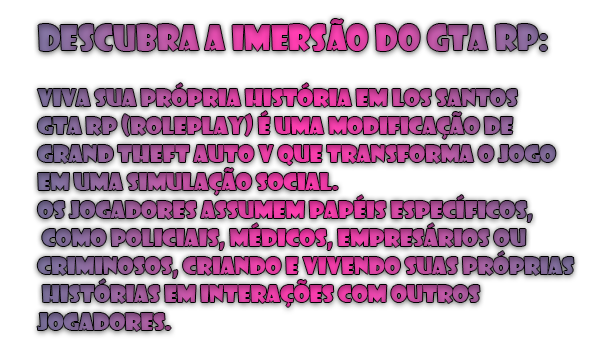 DESCUBRA A IMERSÃO DO GTA RP:
VIVA SUA PRÓPRIA HISTÓRIA EM LOS SANTOS
GTA RP (ROLEPLAY) É UMA MODIFICAÇÃO DE
GRAND THEFT AUTO V QUE TRANSFORMA O JOGO
EM UMA SIMULAÇÃO SOCIAL.
OS JOGADORES ASSUMEM PAPÉIS ESPECÍFICOS,
COMO POLICIAIS, MÉDICOS, EMPRESÁRIOS OU
CRIMINOSOS, CRIANDO E VIVENDO SUAS PRÓPRIAS
HISTÓRIAS EM INTERAÇÕES COM OUTROS
JOGADORES.